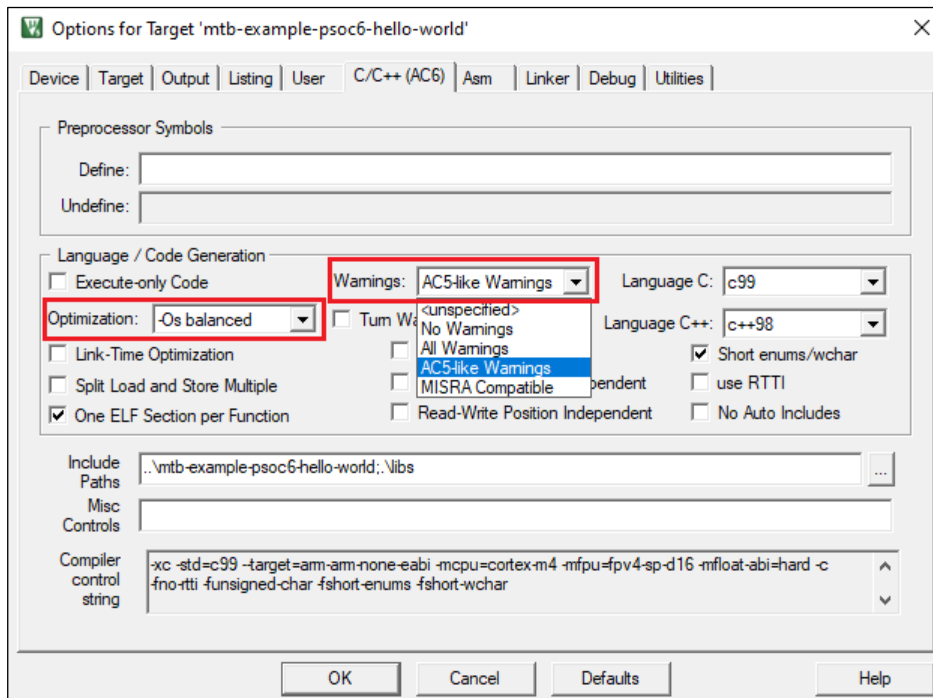 Options for Target 'mtb-example-psoc6-hello-world'
Device Target Output Listing User C/C++ (AC6) Asm Linker Debug Utilities
Preprocessor Symbols
Define:
Undefine:
Language / Code Generation
Execute-only Code Warnings: AC5-like Warnings Language C: c99
<unspecified>
Optimization: -Os balanced Turn Wa No Warnings Language C++: c++98
Link-Time Optimization All Warnings Short enums/wchar
AC5-like Warnings
Split Load and Store Multiple MISRA Compatible pendent use RTTI
One ELF Section per Function Read-Write Position Independent No Auto Includes
Include
Paths
..\mtb-example-psoc6-hello-world;.\libs
...
Misc
Controls
Compiler
control
string
-xc -std=c99 --target=arm-arm-none-eabi -mcpu=cortex-m4 -mfpu=fpv4-sp-d16 -mfloat-abi=hard -c
-fno-rtti -funsigned-char -fshort-enums -fshort-wchar
OK Cancel Defaults Help